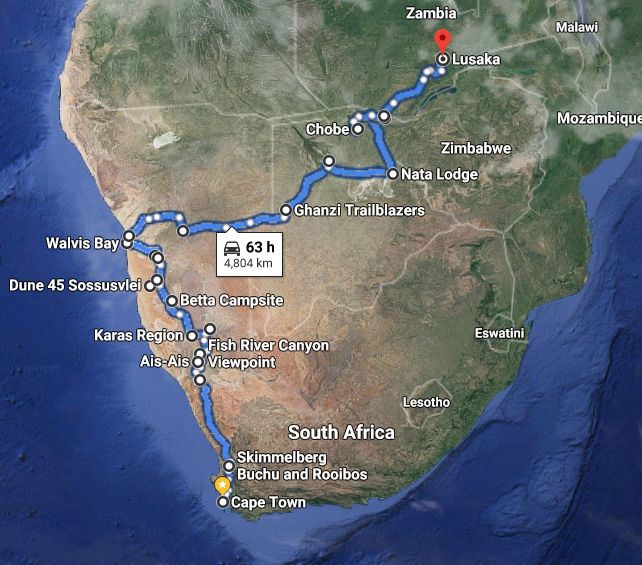 Zambia
Malawi
Lusaka
Mozambique
Chobe
Zimbabwe
Nata Lodge
Ghanzi Trailblazers
Walvis Bay
63 h
4,804 km
Dune 45 Sossusvlei
Betta Campsite
Karas Region
Eswatini
Fish River Canyon
Viewpoint
Ais-Ais
Lesotho
South Africa
Skimmelberg
Buchu and Rooibos
Cape Town